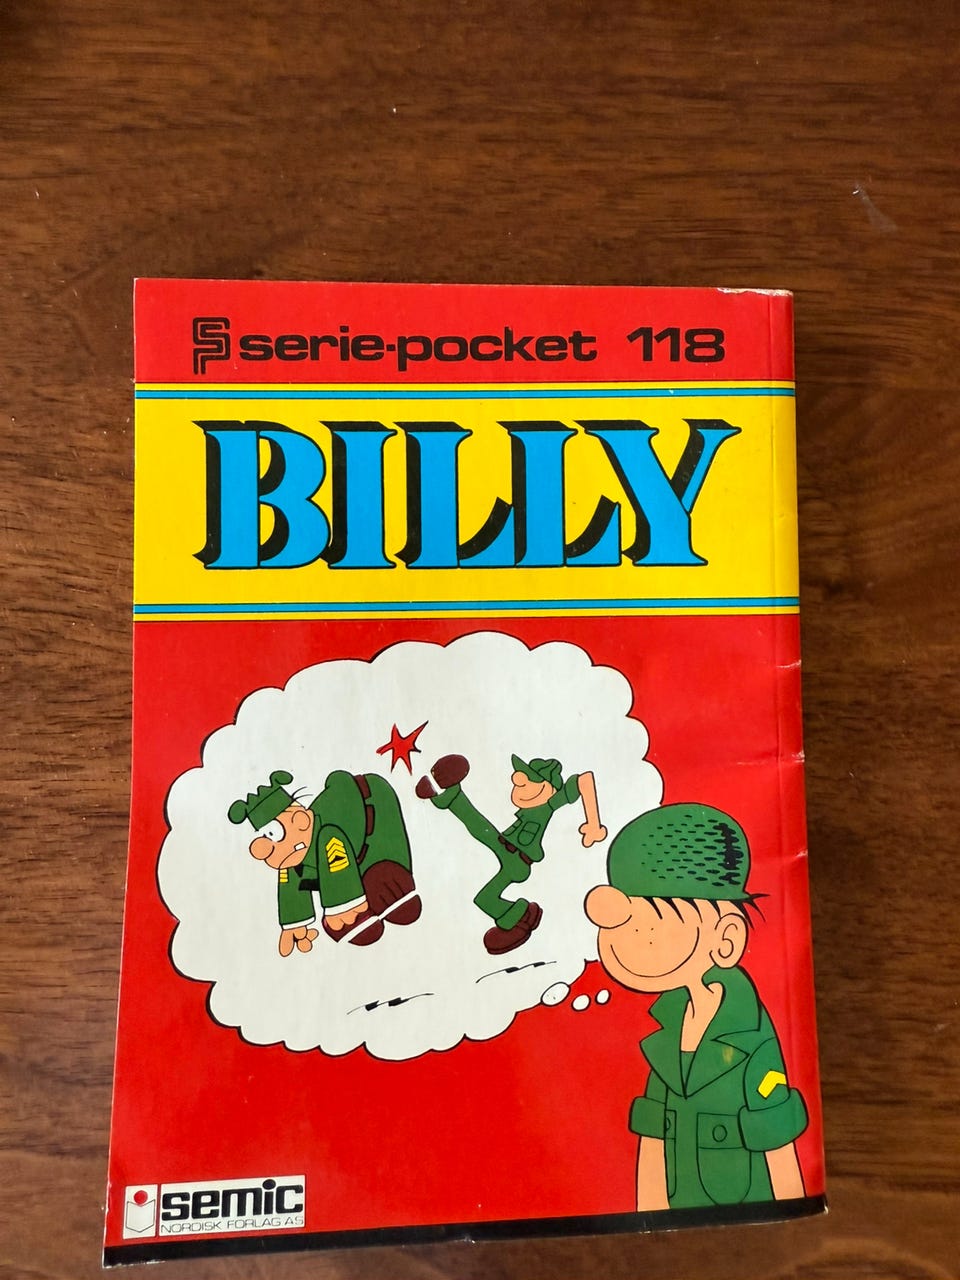 serie-pocket 118
BILLY
semic
NORDISK FORLAG AS